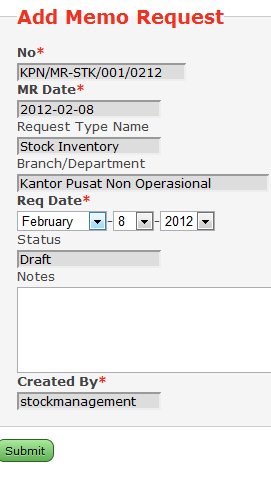 Add Memo Request
No*
KPN/MR-STK/001/0212
MR Date*
2012-02-08
Request Type Name
Stock Inventory
Branch/Department
Kantor Pusat Non Operasional
Req Date*
February - 8 - 2012
Status
Draft
Notes
Created By*
stockmanagement
Submit